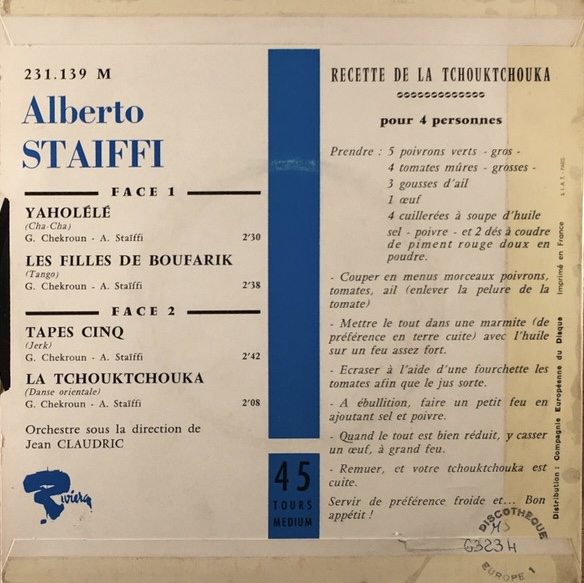 231.139 M
Alberto
STAIFFI
FACE 1
YAHOLÉLÉ
(Cha-Cha)
G. Chekroun - A. Staïffi 2'30
LES FILLES DE BOUFARIK
(Tango)
G. Chekroun - A. Staïffi 2'38
FACE 2
TAPES CINQ
(Jerk)
G. Chekroun - A. Staïffi 2'42
LA TCHOUKTCHOUKA
(Danse orientale)
G. Chekroun - A. Staïffi 2'08
Orchestre sous la direction de
Jean CLAUDRIC
Riviera
45
TOURS
MEDIUM
RECETTE DE LA TCHOUKTCHOUKA
pour 4 personnes
Prendre : 5 poivrons verts - gros -
4 tomates mûres - grosses -
3 gousses d'ail
1 œuf
4 cuillerées à soupe d'huile
sel - poivre - et 2 dés à coudre
de piment rouge doux en
poudre.
- Couper en menus morceaux poivrons,
tomates, ail (enlever la pelure de la
tomate)
- Mettre le tout dans une marmite (de
préférence en terre cuite) avec l'huile
sur un feu assez fort.
- Ecraser à l'aide d'une fourchette les
tomates afin que le jus sorte.
- A ébullition, faire un petit feu en
ajoutant sel et poivre.
- Quand le tout est bien réduit, y casser
un œuf, à grand feu.
- Remuer, et votre tchouktchouka est
cuite.
Servir de préférence froide et... Bon
appétit !
Distribution : Compagnie Européenne du Disque Imprimé en France
DISCOTHEQUE
63234
EUROPE 1